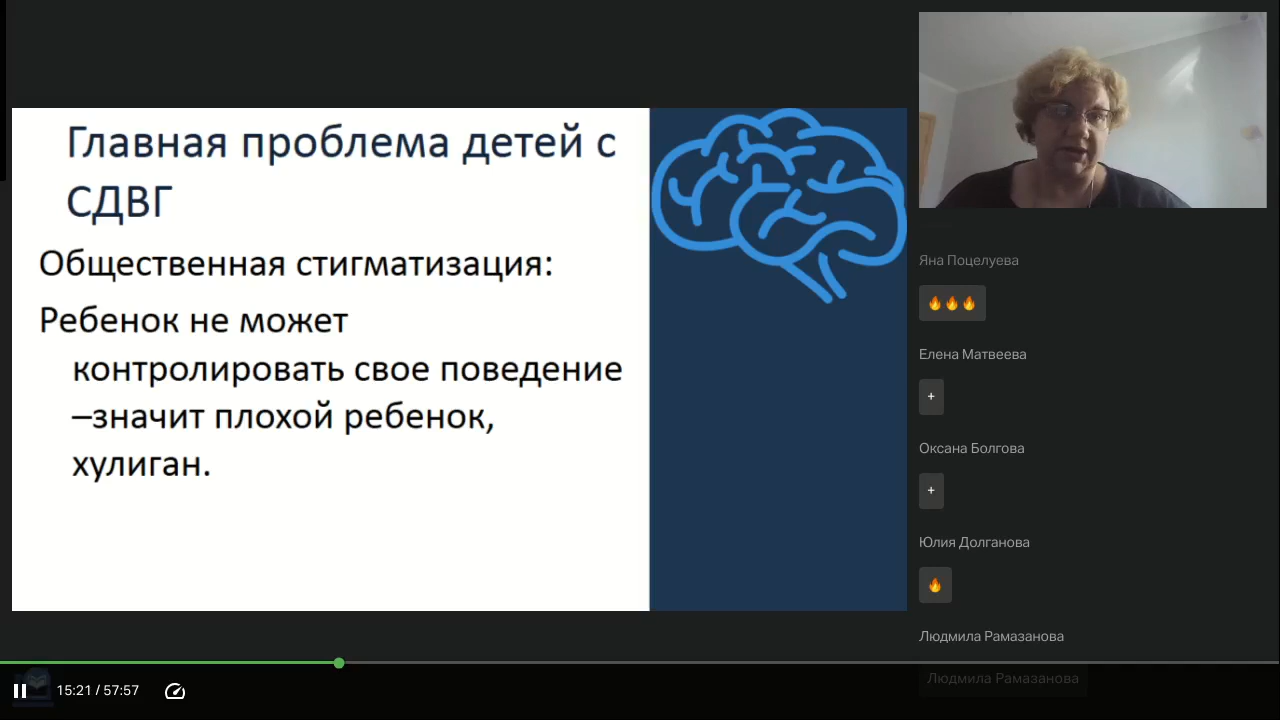 Главная проблема детей с
СДВГ
Общественная стигматизация:
Ребенок не может
контролировать свое поведение
–значит плохой ребенок,
хулиган.
Яна Поцелуева
🔥🔥🔥
Елена Матвеева
+
Оксана Болгова
+
Юлия Долганова
🔥
Людмила Рамазанова
Людмила Рамазанова
15:21 / 57:57